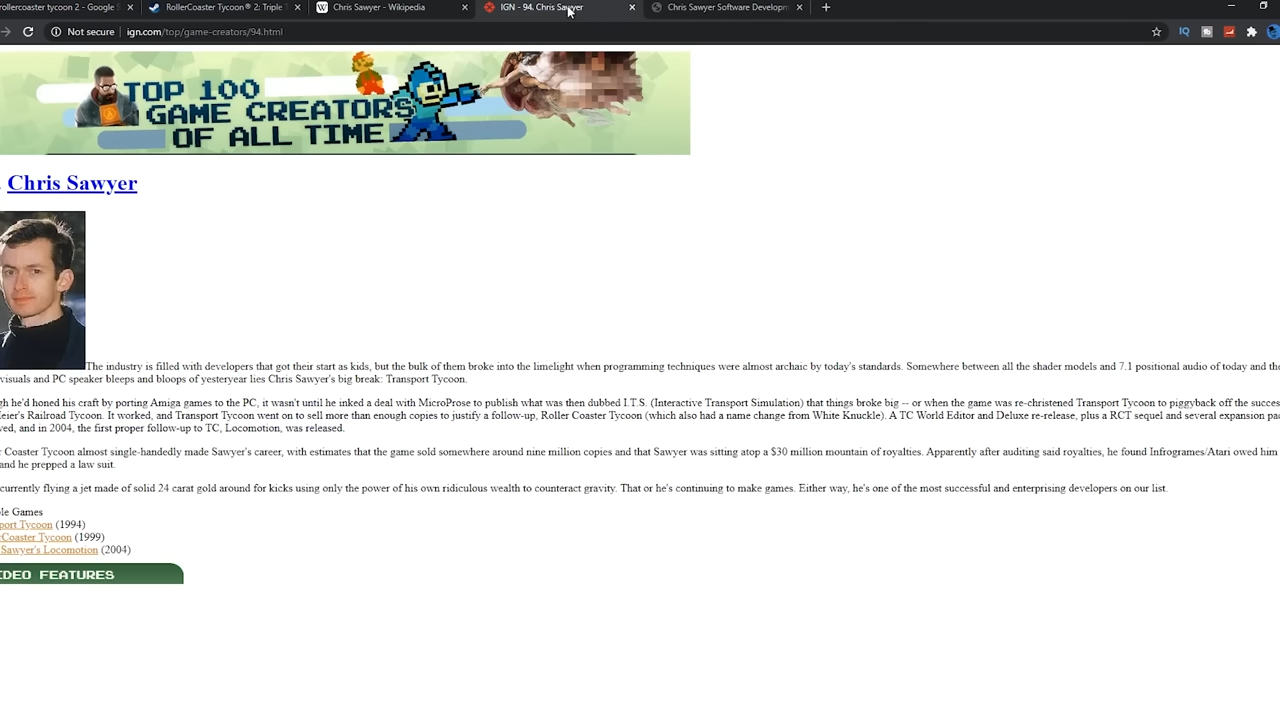 rollercoaster tycoon 2 - Google S
RollerCoaster Tycoon® 2: Triple T
Chris Sawyer - Wikipedia
IGN - 94. Chris Sawyer
Chris Sawyer Software Developm
Not secure
ign.com/top/game-creators/94.html
IQ
TOP 100
GAME CREATORS
OF ALL TIME
. Chris Sawyer
The industry is filled with developers that got their start as kids, but the bulk of them broke into the limelight when programming techniques were almost archaic by today's standards. Somewhere between all the shader models and 7.1 positional audio of today and the
visuals and PC speaker bleeps and bloops of yesteryear lies Chris Sawyer's big break: Transport Tycoon.
gh he'd honed his craft by porting Amiga games to the PC, it wasn't until he inked a deal with MicroProse to publish what was then dubbed I.T.S. (Interactive Transport Simulation) that things broke big -- or when the game was re-christened Transport Tycoon to piggyback off the success
Meier's Railroad Tycoon. It worked, and Transport Tycoon went on to sell more than enough copies to justify a follow-up, Roller Coaster Tycoon (which also had a name change from White Knuckle). A TC World Editor and Deluxe re-release, plus a RCT sequel and several expansion pac
wed, and in 2004, the first proper follow-up to TC, Locomotion, was released.
r Coaster Tycoon almost single-handedly made Sawyer's career, with estimates that the game sold somewhere around nine million copies and that Sawyer was sitting atop a $30 million mountain of royalties. Apparently after auditing said royalties, he found Infrogrames/Atari owed him
and he prepped a law suit.
currently flying a jet made of solid 24 carat gold around for kicks using only the power of his own ridiculous wealth to counteract gravity. That or he's continuing to make games. Either way, he's one of the most successful and enterprising developers on our list.
ble Games
sport Tycoon (1994)
rCoaster Tycoon (1999)
Sawyer's Locomotion (2004)
IDEO FEATURES